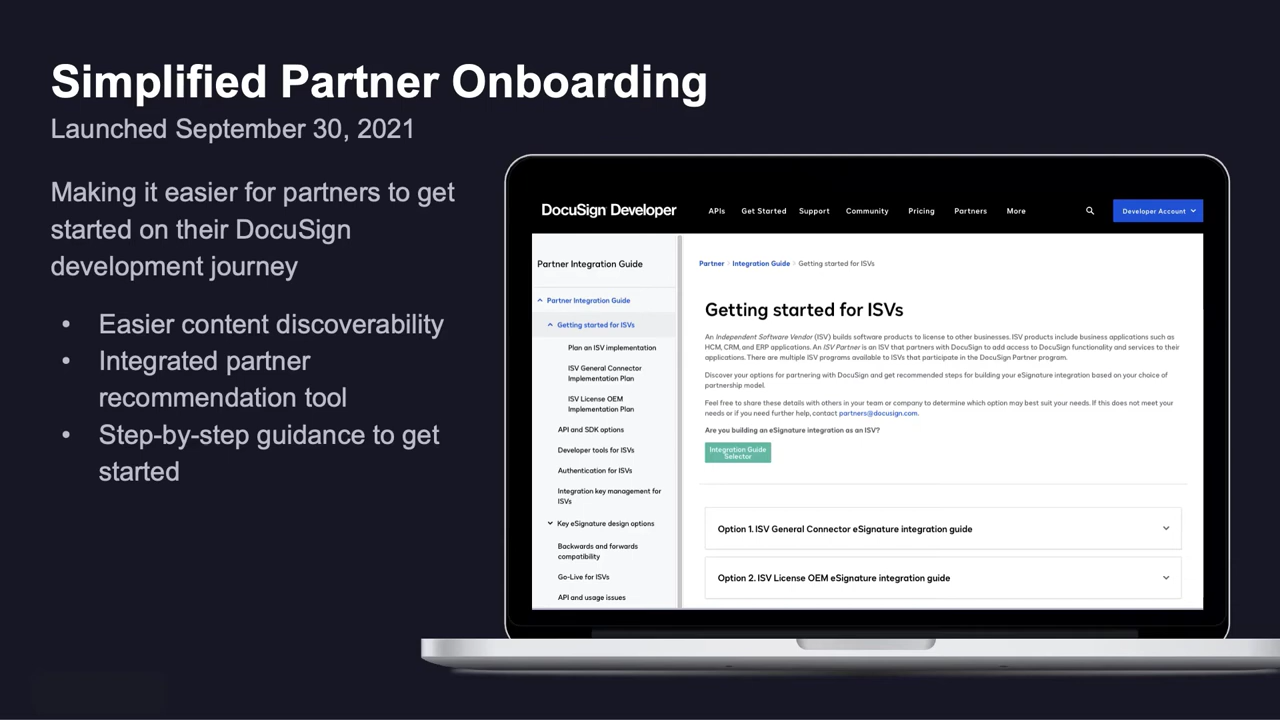 Simplified Partner Onboarding
Launched September 30, 2021
Making it easier for partners to get
started on their DocuSign
development journey
• Easier content discoverability
• Integrated partner
recommendation tool
• Step-by-step guidance to get
started
DocuSign Developer
APIs Get Started Support Community Pricing Partners More
Developer Account
Partner Integration Guide
Partner Integration Guide
Getting started for ISVs
Plan an ISV implementation
ISV General Connector
Implementation Plan
ISV License OEM
Implementation Plan
API and SDK options
Developer tools for ISVs
Authentication for ISVs
Integration key management for
ISVs
Key eSignature design options
Backwards and forwards
compatibility
Go-Live for ISVs
API and usage issues
Partner › Integration Guide › Getting started for ISVs
Getting started for ISVs
An Independent Software Vendor (ISV) builds software products to license to other businesses. ISV products include business applications such as
HCM, CRM, and ERP applications. An ISV Partner is an ISV that partners with DocuSign to add access to DocuSign functionality and services to their
applications. There are multiple ISV programs available to ISVs that participate in the DocuSign Partner program.
Discover your options for partnering with DocuSign and get recommended steps for building your eSignature integration based on your choice of
partnership model.
Feel free to share these details with others in your team or company to determine which option may best suit your needs. If this does not meet your
needs or if you need further help, contact partners@docusign.com.
Are you building an eSignature integration as an ISV?
Integration Guide
Selector
Option 1. ISV General Connector eSignature integration guide
Option 2. ISV License OEM eSignature integration guide